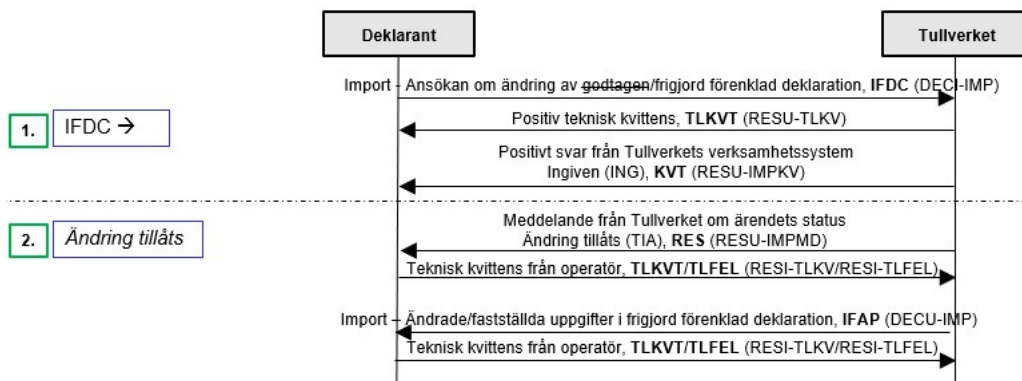 Deklarant
Tullverket
Import - Ansökan om ändring av godtagen/frigjord förenklad deklaration, IFDC (DECI-IMP)
1.
IFDC →
Positiv teknisk kvittens, TLKVT (RESU-TLKV)
Positivt svar från Tullverkets verksamhetssystem
Ingiven (ING), KVT (RESU-IMPKV)
2.
Ändring tillåts
Meddelande från Tullverket om ärendets status
Ändring tillåts (TIA), RES (RESU-IMPMD)
Teknisk kvittens från operatör, TLKVT/TLFEL (RESI-TLKV/RESI-TLFEL)
Import – Ändrade/fastställda uppgifter i frigjord förenklad deklaration, IFAP (DECU-IMP)
Teknisk kvittens från operatör, TLKVT/TLFEL (RESI-TLKV/RESI-TLFEL)